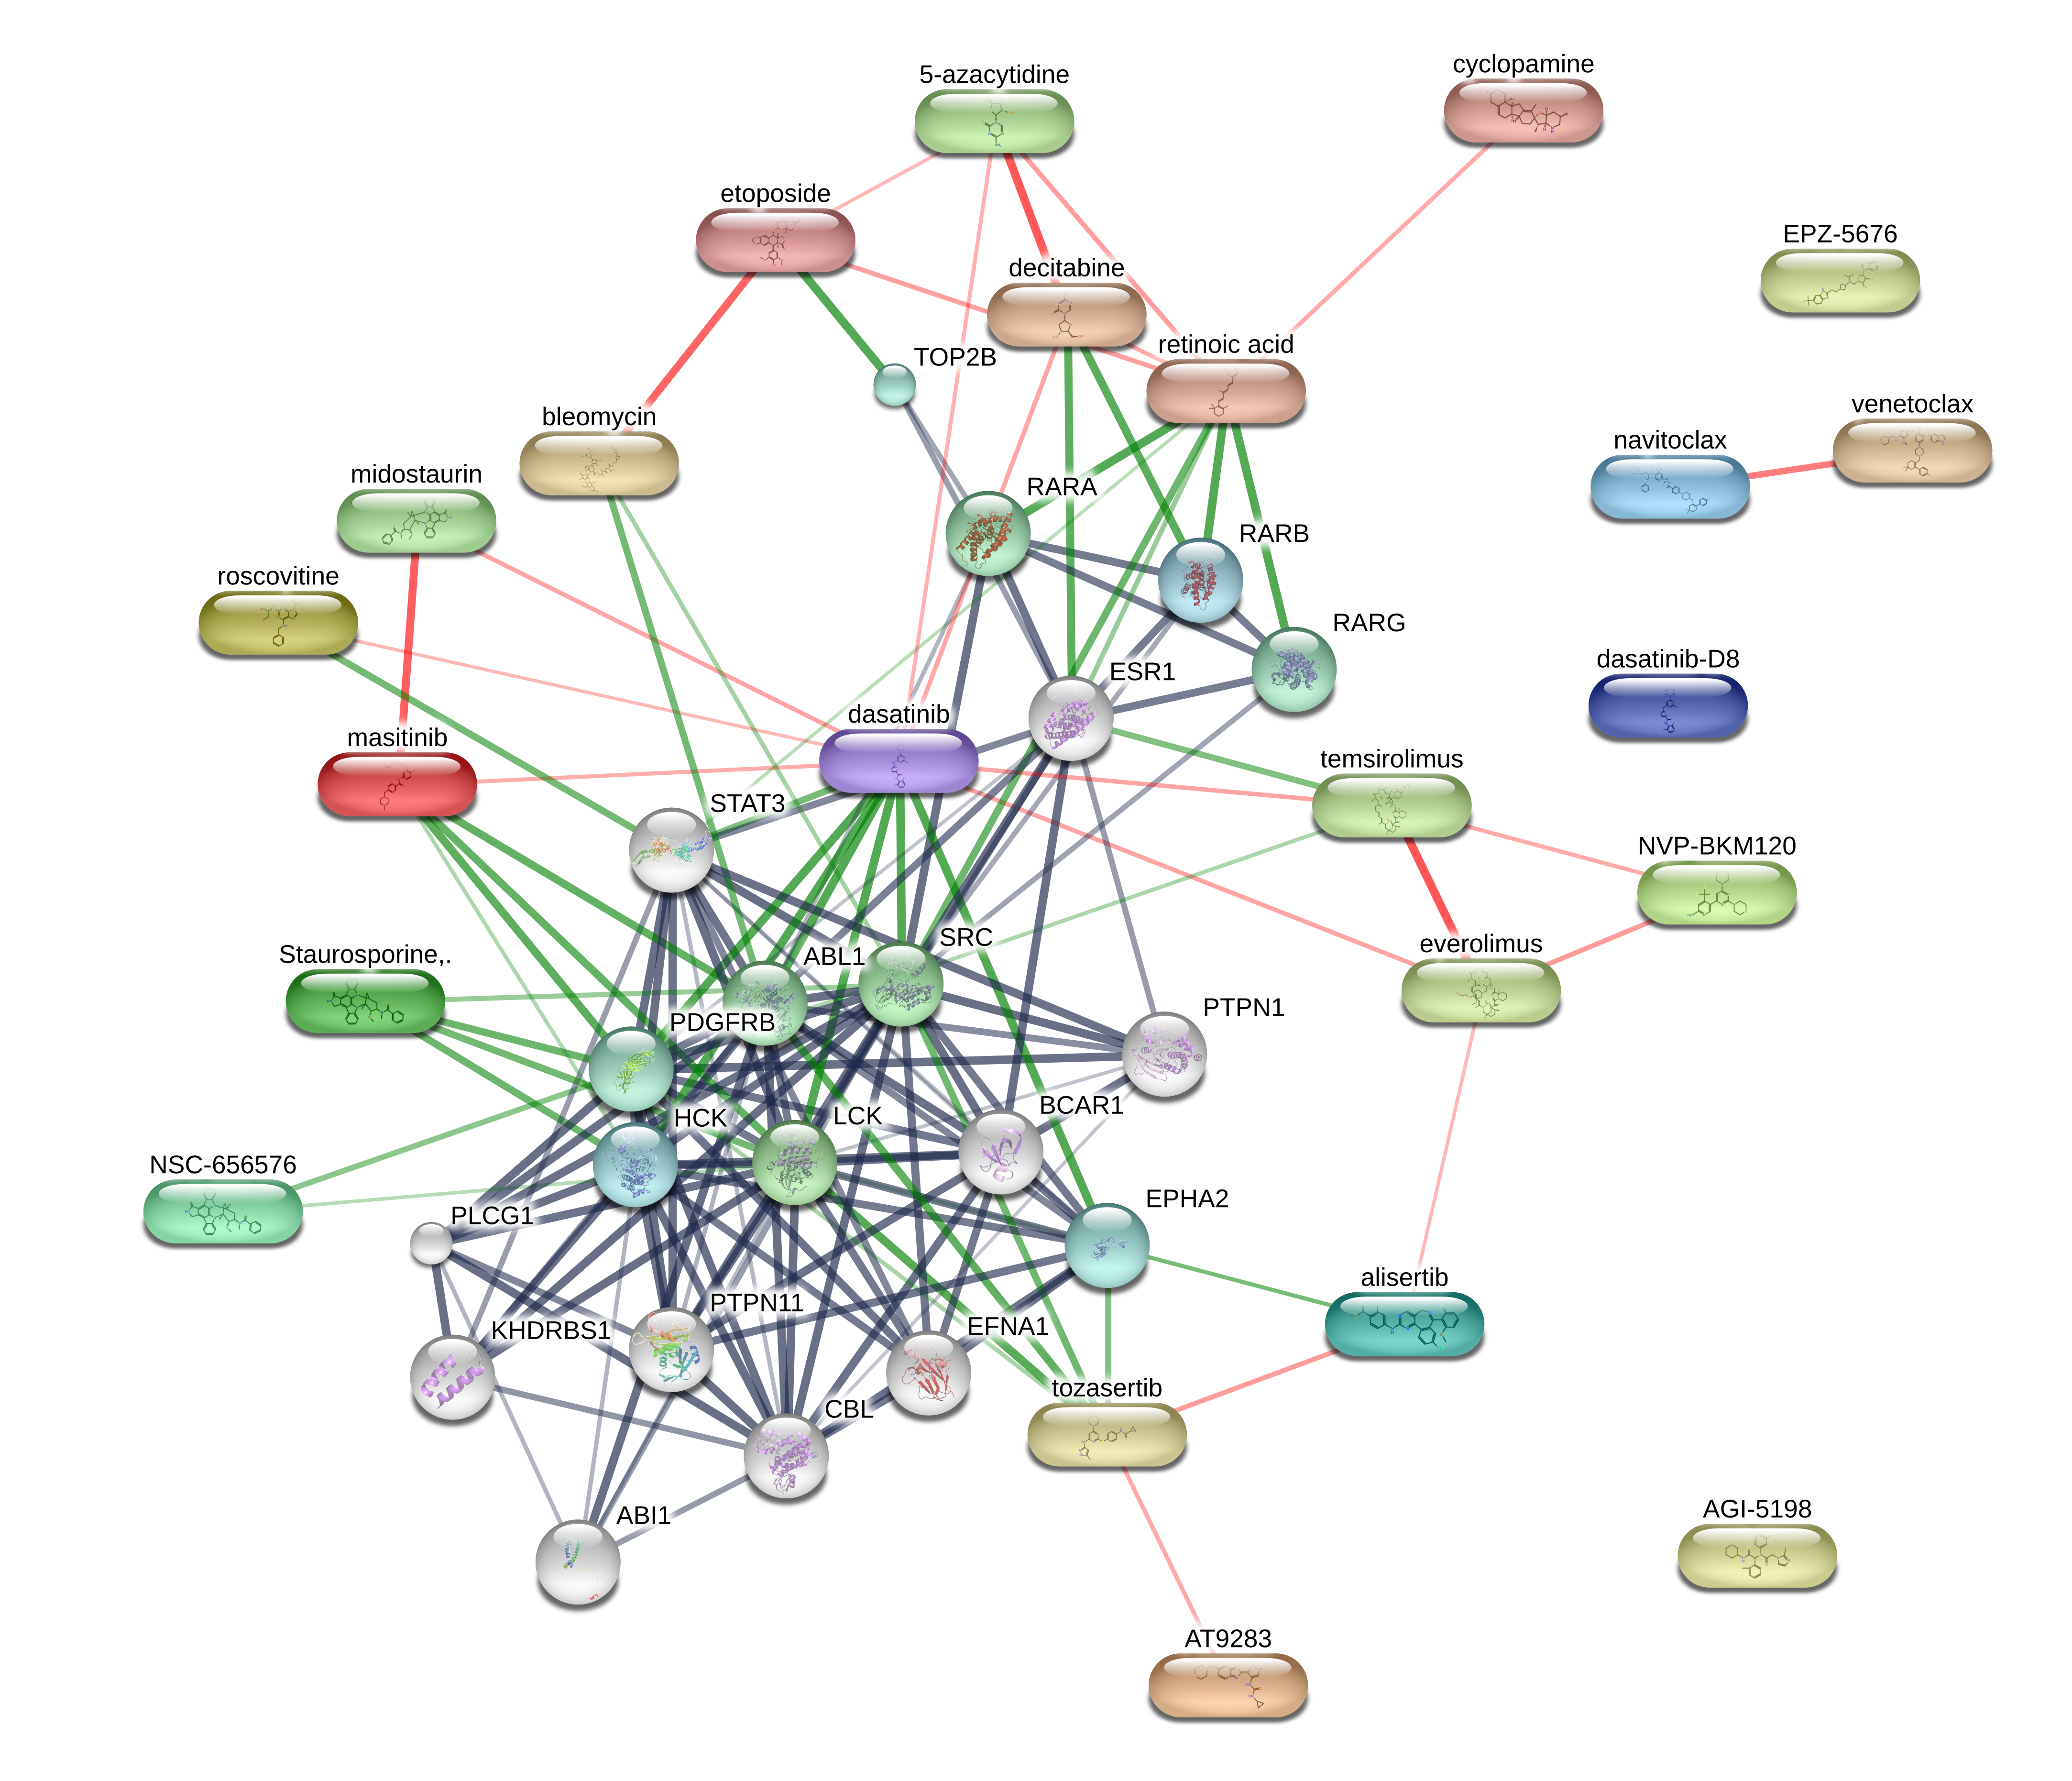 cyclopamine
5-azacytidine
etoposide
EPZ-5676
decitabine
retinoic acid
TOP2B
venetoclax
bleomycin
navitoclax
midostaurin
RARA
RARB
roscovitine
RARG
dasatinib-D8
ESR1
dasatinib
masitinib
temsirolimus
STAT3
NVP-BKM120
SRC
everolimus
Staurosporine,.
ABL1
PTPN1
PDGFRB
BCAR1
LCK
HCK
NSC-656576
EPHA2
PLCG1
alisertib
PTPN11
EFNA1
KHDRBS1
tozasertib
CBL
AGI-5198
ABI1
AT9283